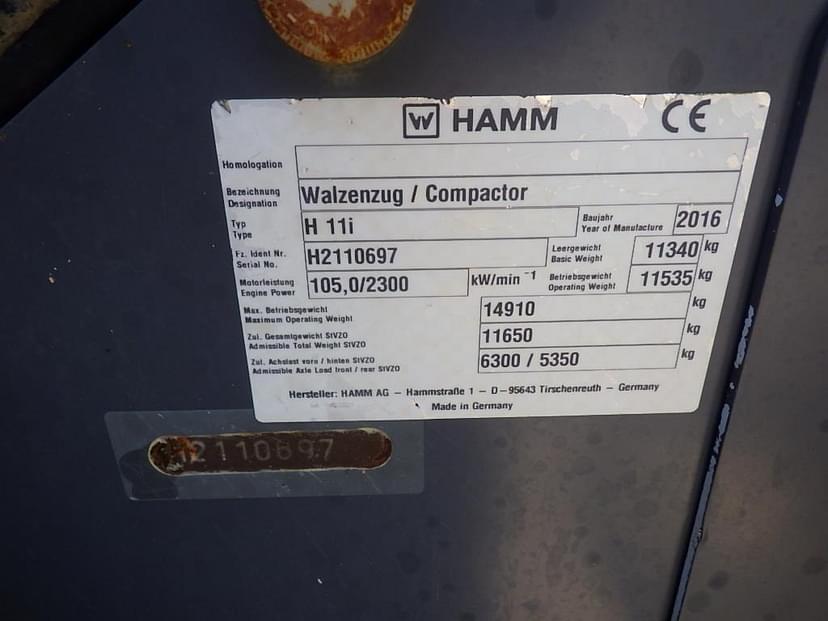 W HAMM CE
Homologation
Bezeichnung
Designation
Walzenzug / Compactor
Typ
Type
H 11i
Baujahr
Year of Manufacture
2016
Fz. Ident Nr.
Serial No.
H2110697
Leergewicht
Basic Weight
11340 kg
Motorleistung
Engine Power
105,0/2300 kW/min⁻¹
Betriebsgewicht
Operating Weight
11535 kg
Max. Betriebsgewicht
Maximum Operating Weight
14910 kg
Zul. Gesamtgewicht StVZO
Admissible Total Weight StVZO
11650 kg
Zul. Achslast vorn / hinten StVZO
Admissible Axle Load front / rear StVZO
6300 / 5350 kg
Hersteller: HAMM AG – Hammstraße 1 – D-95643 Tirschenreuth – Germany
Made in Germany
H2110697